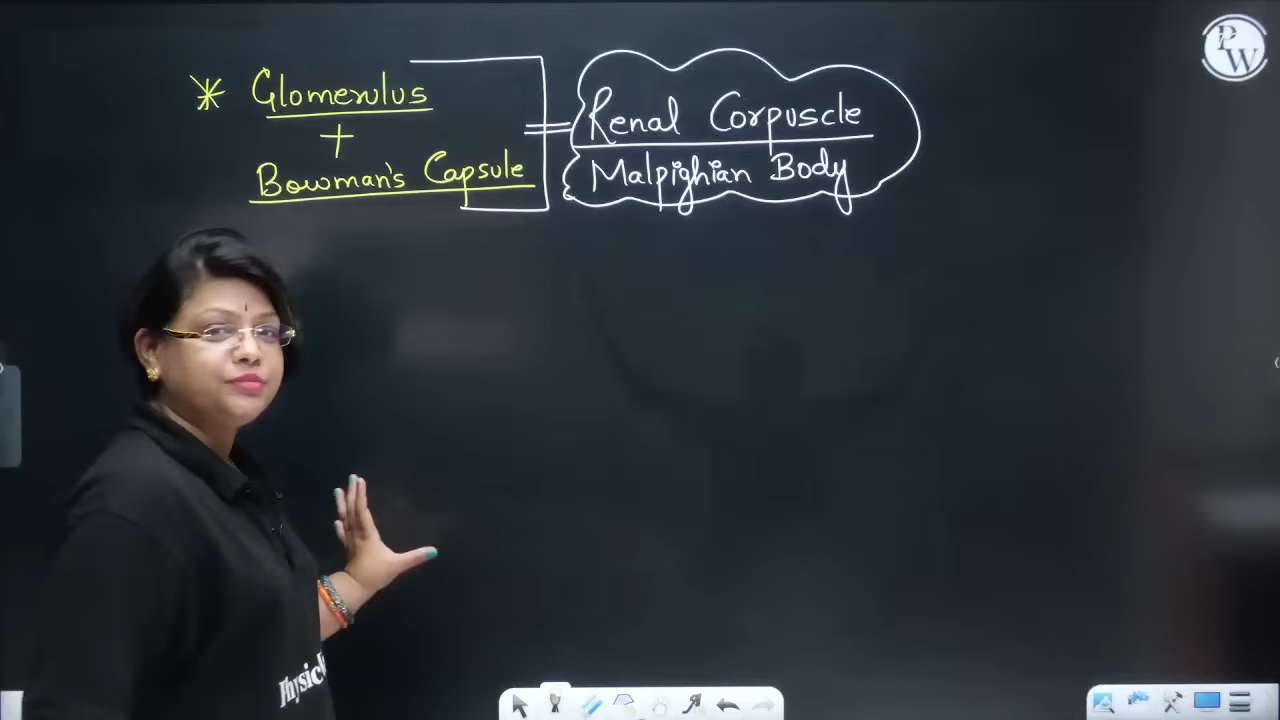 PW
* Glomerulus
+
Bowman's Capsule
= Renal Corpuscle
Malpighian Body